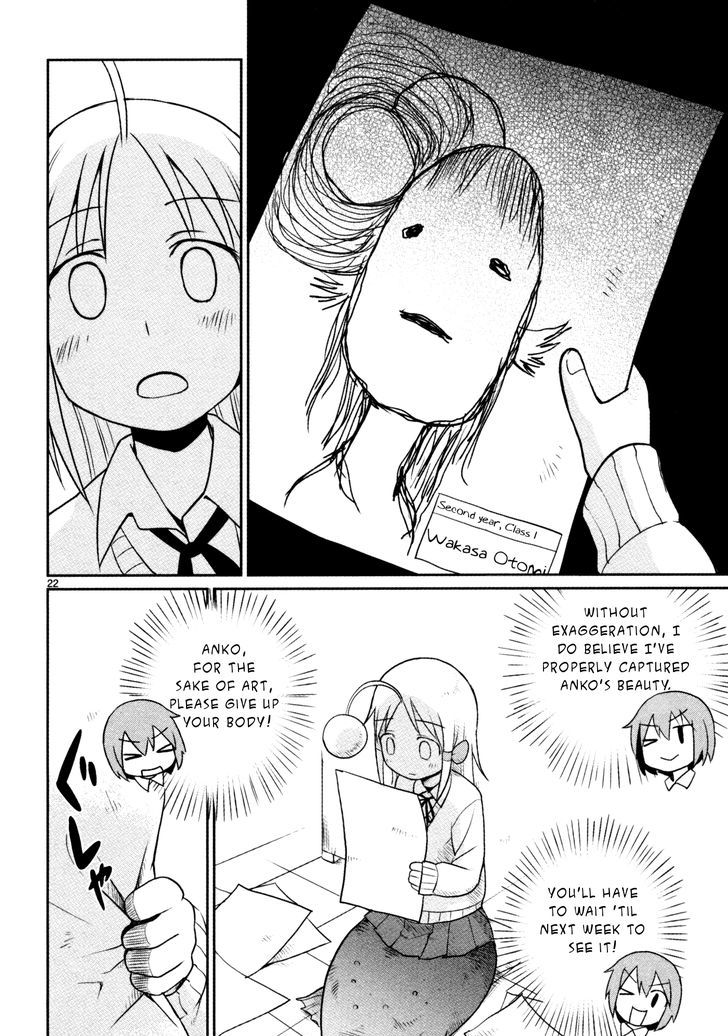 Second year, Class 1
Wakasa Otomi
22
WITHOUT
EXAGGERATION, I
DO BELIEVE I'VE
PROPERLY CAPTURED
ANKO'S BEAUTY.
ANKO,
FOR THE
SAKE OF ART,
PLEASE GIVE UP
YOUR BODY!
YOU'LL HAVE
TO WAIT 'TIL
NEXT WEEK TO
SEE IT!
ぐしゃ